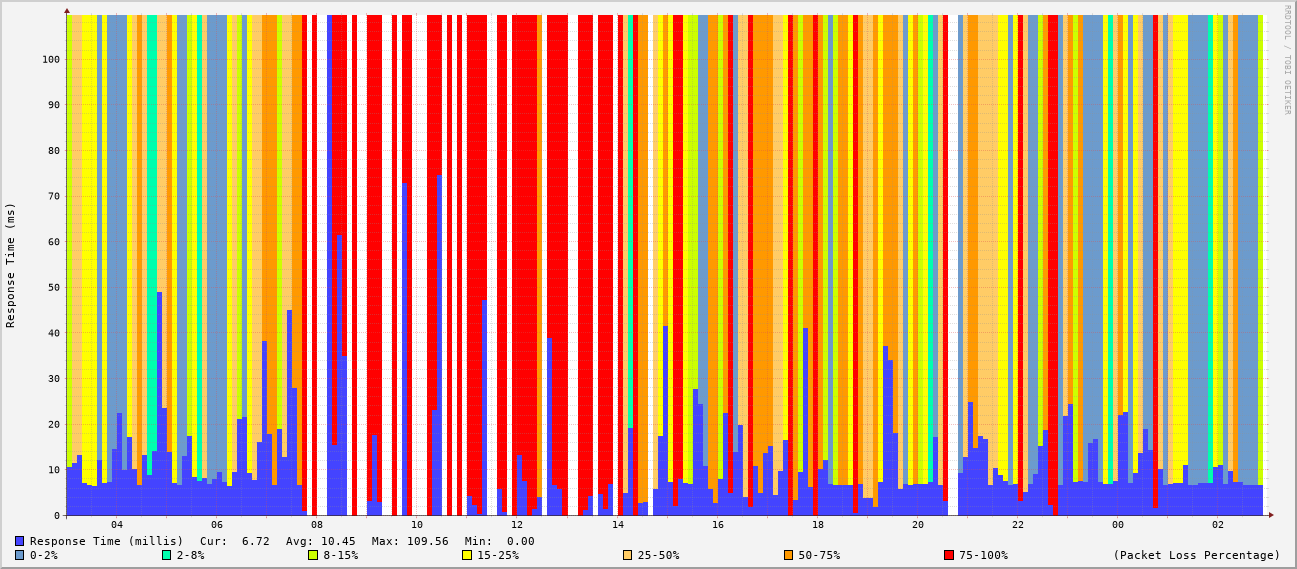 RRDTOOL / TOBI OETIKER
Response Time (ms)
100
90
80
70
60
50
40
30
20
10
0
04 06 08 10 12 14 16 18 20 22 00 02
Response Time (millis) Cur: 6.72 Avg: 10.45 Max: 109.56 Min: 0.00
0-2% 2-8% 8-15% 15-25% 25-50% 50-75% 75-100% (Packet Loss Percentage)